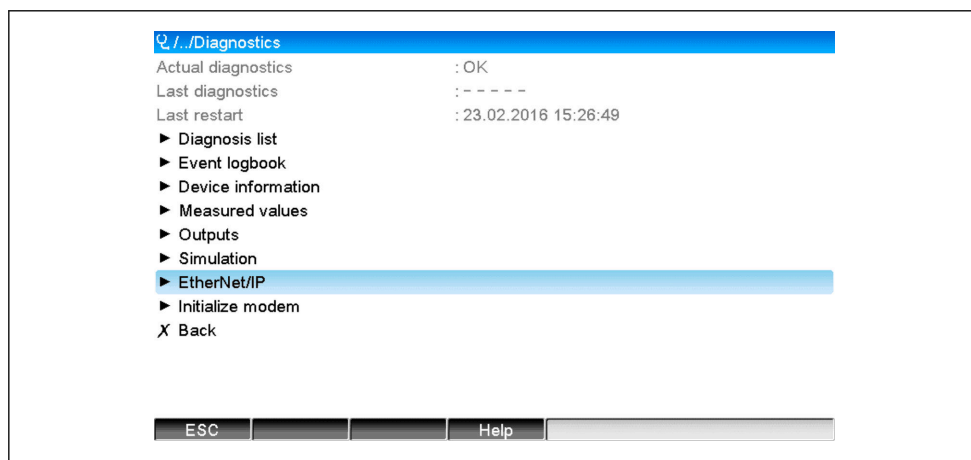 /../Diagnostics
Actual diagnostics : OK
Last diagnostics : - - - - -
Last restart : 23.02.2016 15:26:49
► Diagnosis list
► Event logbook
► Device information
► Measured values
► Outputs
► Simulation
► EtherNet/IP
► Initialize modem
X Back
ESC Help